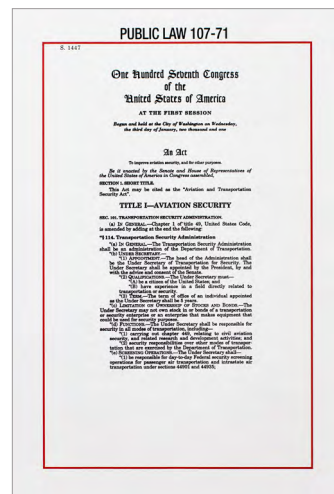 PUBLIC LAW 107-71
S. 1447
One Hundred Seventh Congress
of the
United States of America
AT THE FIRST SESSION
Begun and held at the City of Washington on Wednesday,
the third day of January, two thousand and one
An Act
To improve aviation security, and for other purposes.
Be it enacted by the Senate and House of Representatives of
the United States of America in Congress assembled,
SECTION 1. SHORT TITLE.
This Act may be cited as the "Aviation and Transportation
Security Act".
TITLE I—AVIATION SECURITY
SEC. 101. TRANSPORTATION SECURITY ADMINISTRATION.
(a) IN GENERAL.—Chapter 1 of title 49, United States Code,
is amended by adding at the end the following:
"§ 114. Transportation Security Administration
"(a) IN GENERAL.—The Transportation Security Administration
shall be an administration of the Department of Transportation.
"(b) UNDER SECRETARY.—
"(1) APPOINTMENT.—The head of the Administration shall
be the Under Secretary of Transportation for Security. The
Under Secretary shall be appointed by the President, by and
with the advice and consent of the Senate.
"(2) QUALIFICATIONS.—The Under Secretary must—
"(A) be a citizen of the United States; and
"(B) have experience in a field directly related to
transportation or security.
"(3) TERM.—The term of office of an individual appointed
as the Under Secretary shall be 5 years.
"(c) LIMITATION ON OWNERSHIP OF STOCKS AND BONDS.—The
Under Secretary may not own stock in or bonds of a transportation
or security enterprise or an enterprise that makes equipment that
could be used for security purposes.
"(d) FUNCTIONS.—The Under Secretary shall be responsible for
security in all modes of transportation, including—
"(1) carrying out chapter 449, relating to civil aviation
security, and related research and development activities; and
"(2) security responsibilities over other modes of transpor-
tation that are exercised by the Department of Transportation.
"(e) SCREENING OPERATIONS.—The Under Secretary shall—
"(1) be responsible for day-to-day Federal security screening
operations for passenger air transportation and intrastate air
transportation under sections 44901 and 44935;